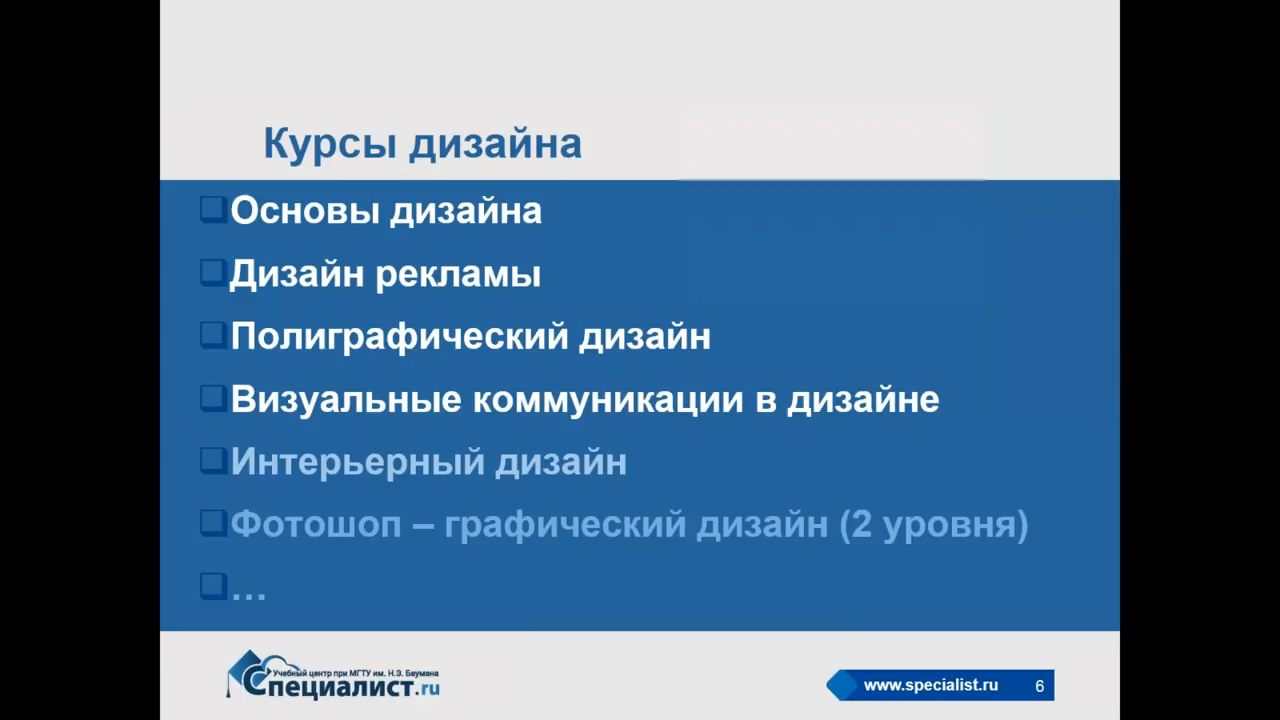 Курсы дизайна
Основы дизайна
Дизайн рекламы
Полиграфический дизайн
Визуальные коммуникации в дизайне
Интерьерный дизайн
Фотошоп – графический дизайн (2 уровня)
…
Учебный центр при МГТУ им. Н.Э. Баумана
Специалист.ru
www.specialist.ru 6